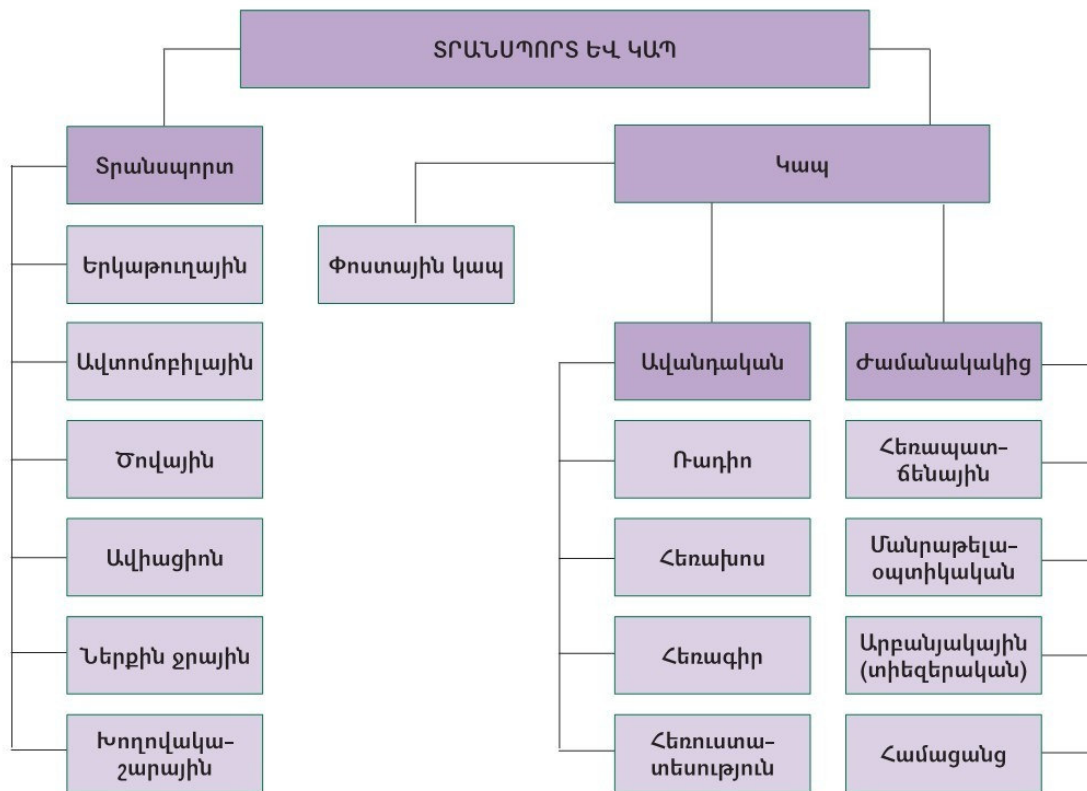 ՏՐԱՆՍՊՈՐՏ ԵՎ ԿԱՊ
Տրանսպորտ
Երկաթուղային
Ավտոմոբիլային
Ծովային
Ավիացիոն
Ներքին ջրային
Խողովակա-
շարային
Կապ
Փոստային կապ
Ավանդական
Ռադիո
Հեռախոս
Հեռագիր
Հեռուստա-
տեսություն
Ժամանակակից
Հեռապատ-
ճենային
Մանրաթելա-
օպտիկական
Արբանյակային
(տիեզերական)
Համացանց